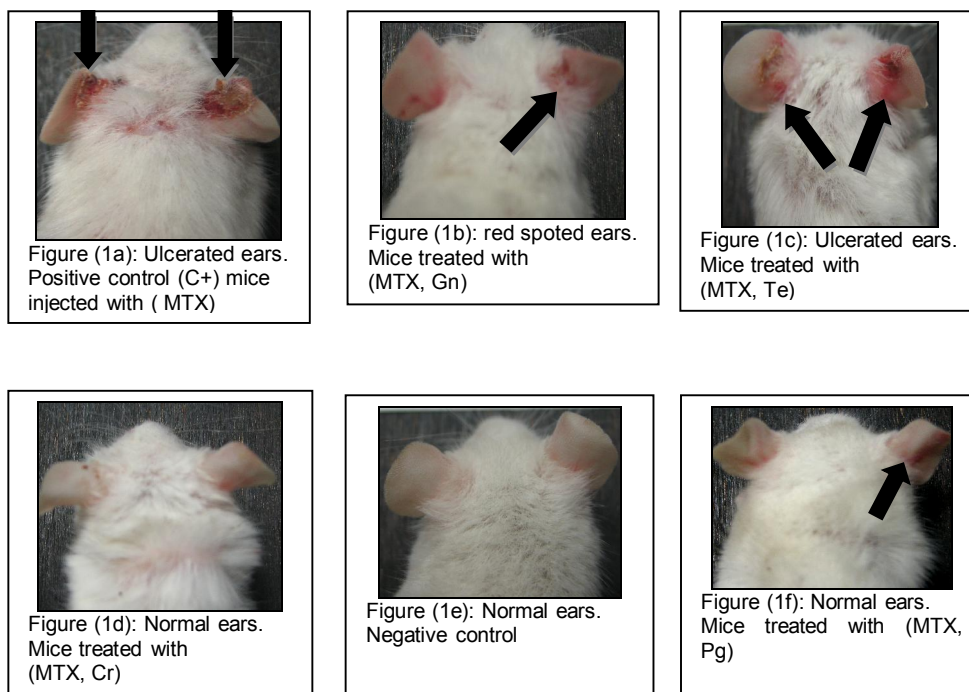 Figure (1a): Ulcerated ears.
Positive control (C+) mice
injected with ( MTX)
Figure (1b): red spoted ears.
Mice treated with
(MTX, Gn)
Figure (1c): Ulcerated ears.
Mice treated with
(MTX, Te)
Figure (1d): Normal ears.
Mice treated with
(MTX, Cr)
Figure (1e): Normal ears.
Negative control
Figure (1f): Normal ears.
Mice treated with (MTX,
Pg)